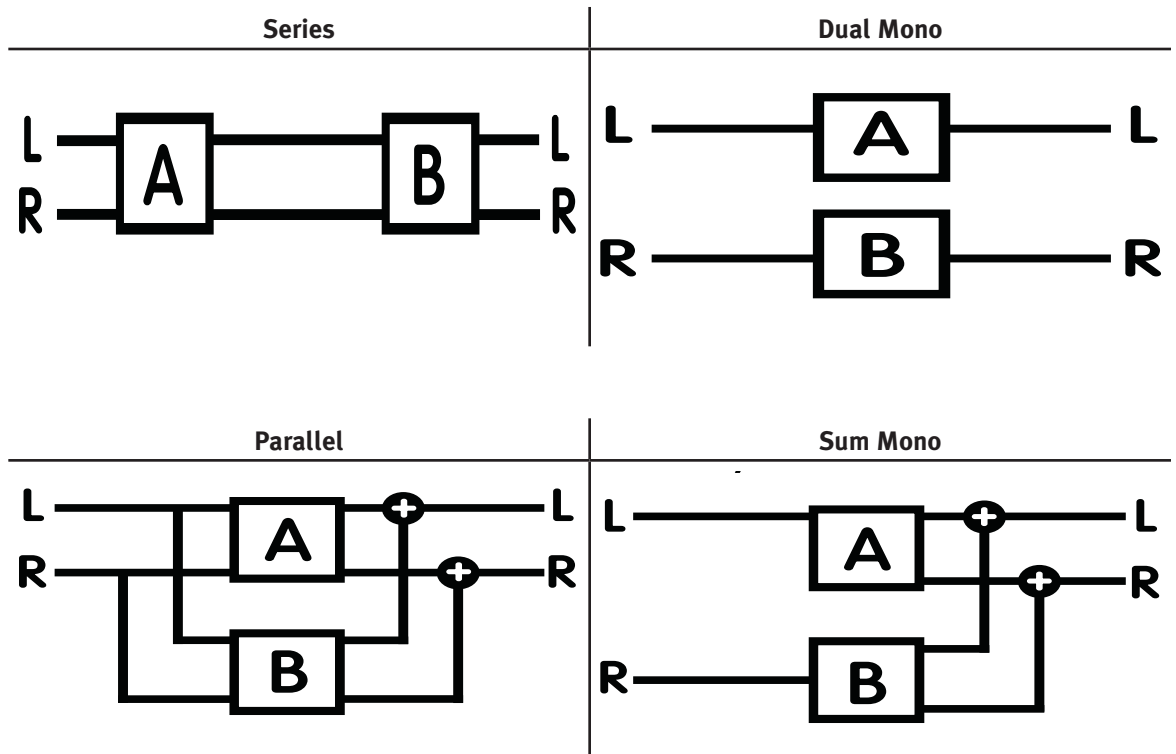 Series
L A B L
R R
Dual Mono
L A L
R B R
Parallel
L A + L
R + R
B
Sum Mono
L A + L
+ R
R B